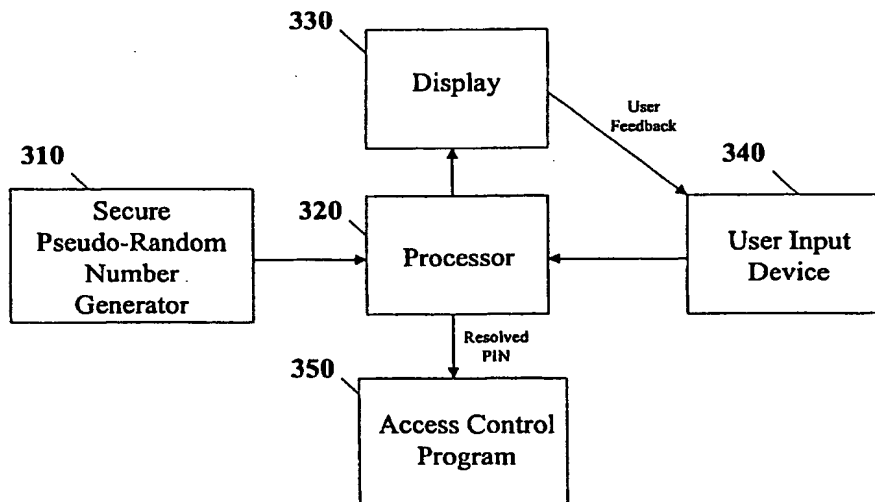 330
Display
User
Feedback
310
340
Secure
Pseudo-Random
Number
Generator
320
Processor
User Input
Device
Resolved
PIN
350
Access Control
Program